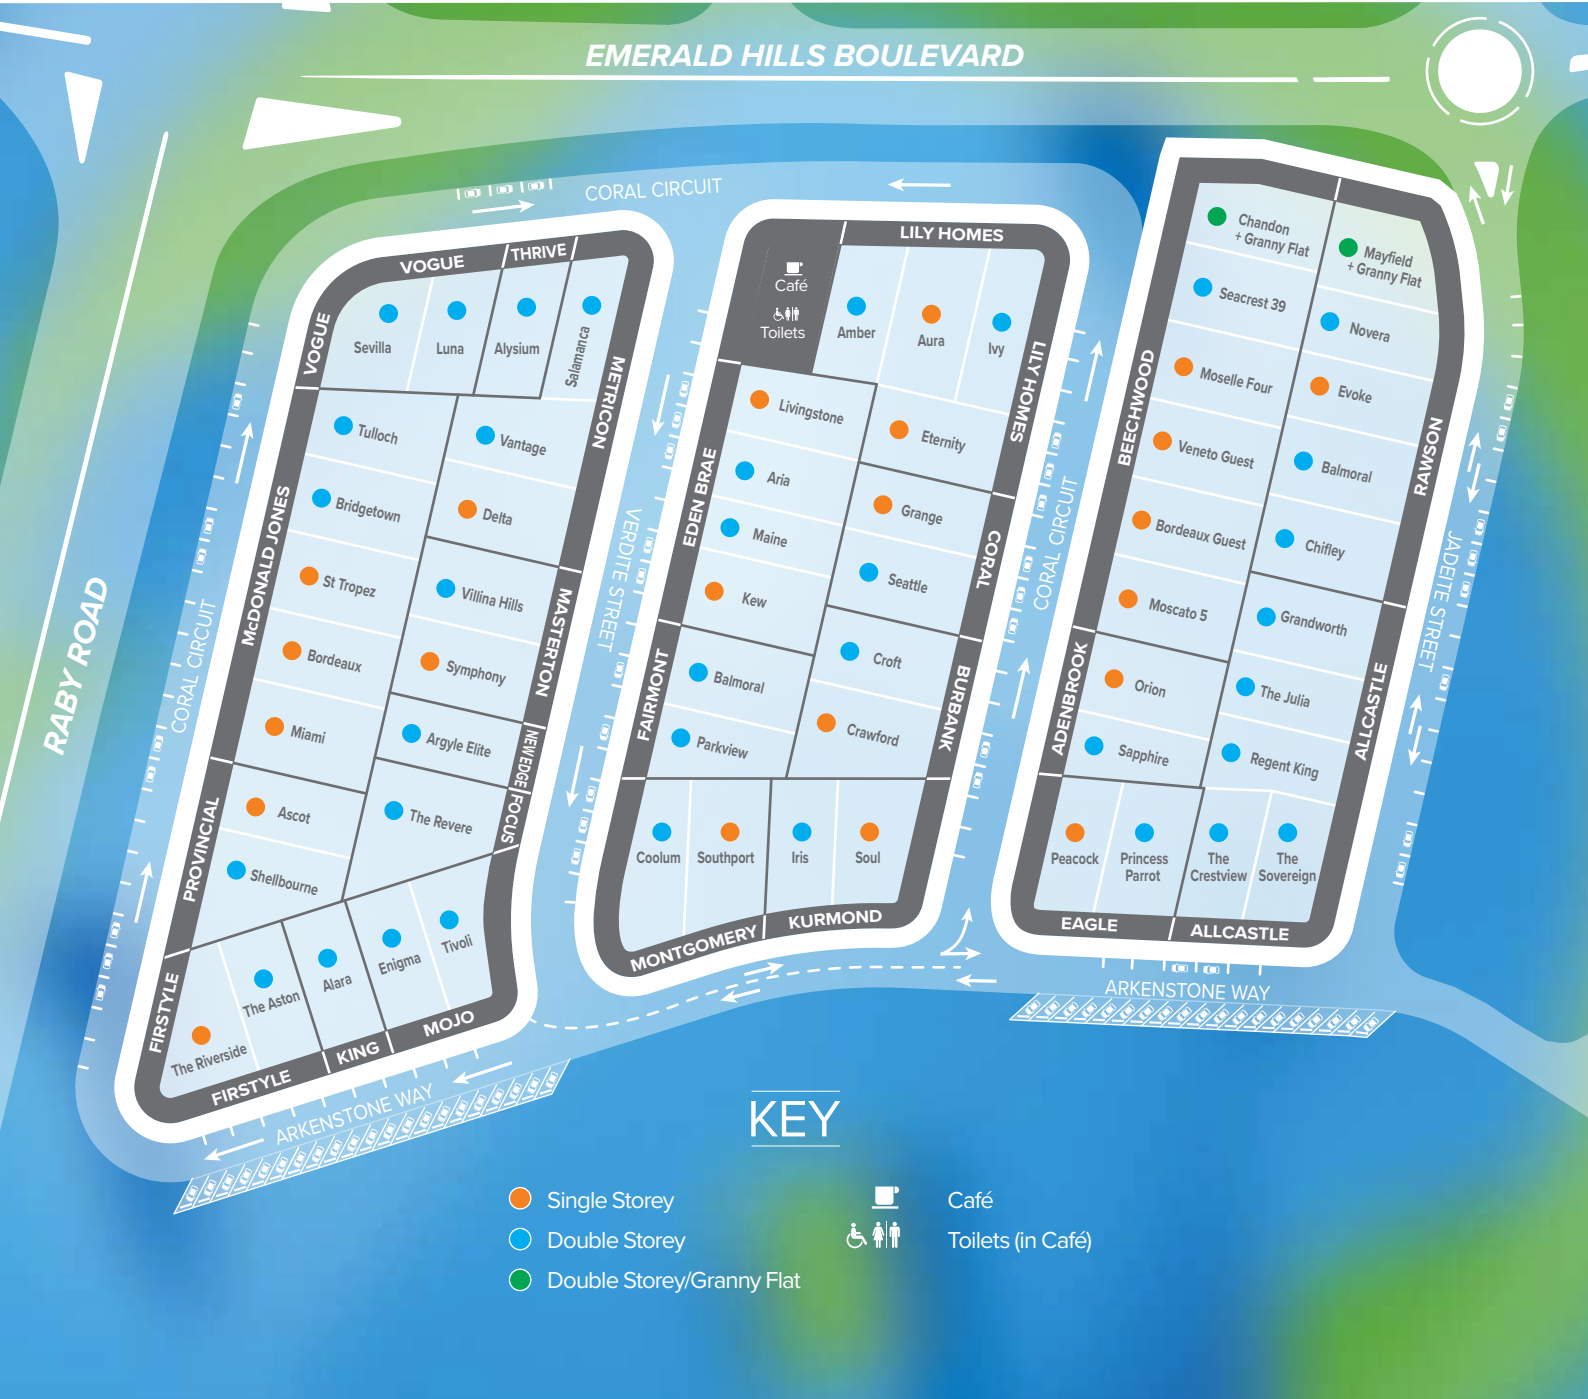 EMERALD HILLS BOULEVARD
RABY ROAD
CORAL CIRCUIT
CORAL CIRCUIT
VERDITE STREET
CORAL CIRCUIT
JADEITE STREET
ARKENSTONE WAY
ARKENSTONE WAY
VOGUE
VOGUE
THRIVE
METRICON
McDONALD JONES
MASTERTON
NEWEDGE
FOCUS
PROVINCIAL
FIRSTYLE
FIRSTYLE
KING
MOJO
Sevilla
Luna
Alysium
Salamanca
Tulloch
Vantage
Bridgetown
Delta
St Tropez
Villina Hills
Bordeaux
Symphony
Miami
Argyle Elite
Ascot
The Revere
Shellbourne
The Riverside
The Aston
Alara
Enigma
Tivoli
LILY HOMES
LILY HOMES
EDEN BRAE
CORAL
FAIRMONT
BURBANK
MONTGOMERY
KURMOND
Café
Toilets
Amber
Aura
Ivy
Livingstone
Eternity
Aria
Grange
Maine
Seattle
Kew
Croft
Balmoral
Crawford
Parkview
Coolum
Southport
Iris
Soul
BEECHWOOD
RAWSON
ADENBROOK
ALLCASTLE
EAGLE
ALLCASTLE
Chandon
+ Granny Flat
Mayfield
+ Granny Flat
Seacrest 39
Novera
Moselle Four
Evoke
Veneto Guest
Balmoral
Bordeaux Guest
Chifley
Moscato 5
Grandworth
Orion
The Julia
Sapphire
Regent King
Peacock
Princess
Parrot
The
Crestview
The
Sovereign
KEY
Single Storey
Double Storey
Double Storey/Granny Flat
Café
Toilets (in Café)